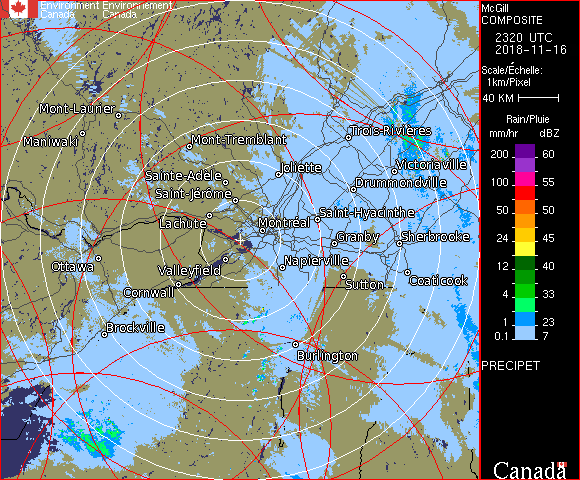 Environment Environnement
Canada Canada
McGill
COMPOSITE
2320 UTC
2018-11-16
Scale/Échelle:
1km/Pixel
40 KM
Rain/Pluie
mm/hr dBZ
200 60
100 55
50 50
24 45
12 40
4 33
1 23
0.1 7
PRECIPET
Canada
Mont-Laurier
Maniwaki
Mont-Tremblant
Trois-Rivières
Joliette
Victoriaville
Sainte-Adèle
Drummondville
Saint-Jérôme
Saint-Hyacinthe
Lachute
Montréal
Granby
Sherbrooke
Ottawa
Valleyfield
Napierville
Cornwall
Sutton
Coaticook
Brockville
Burlington